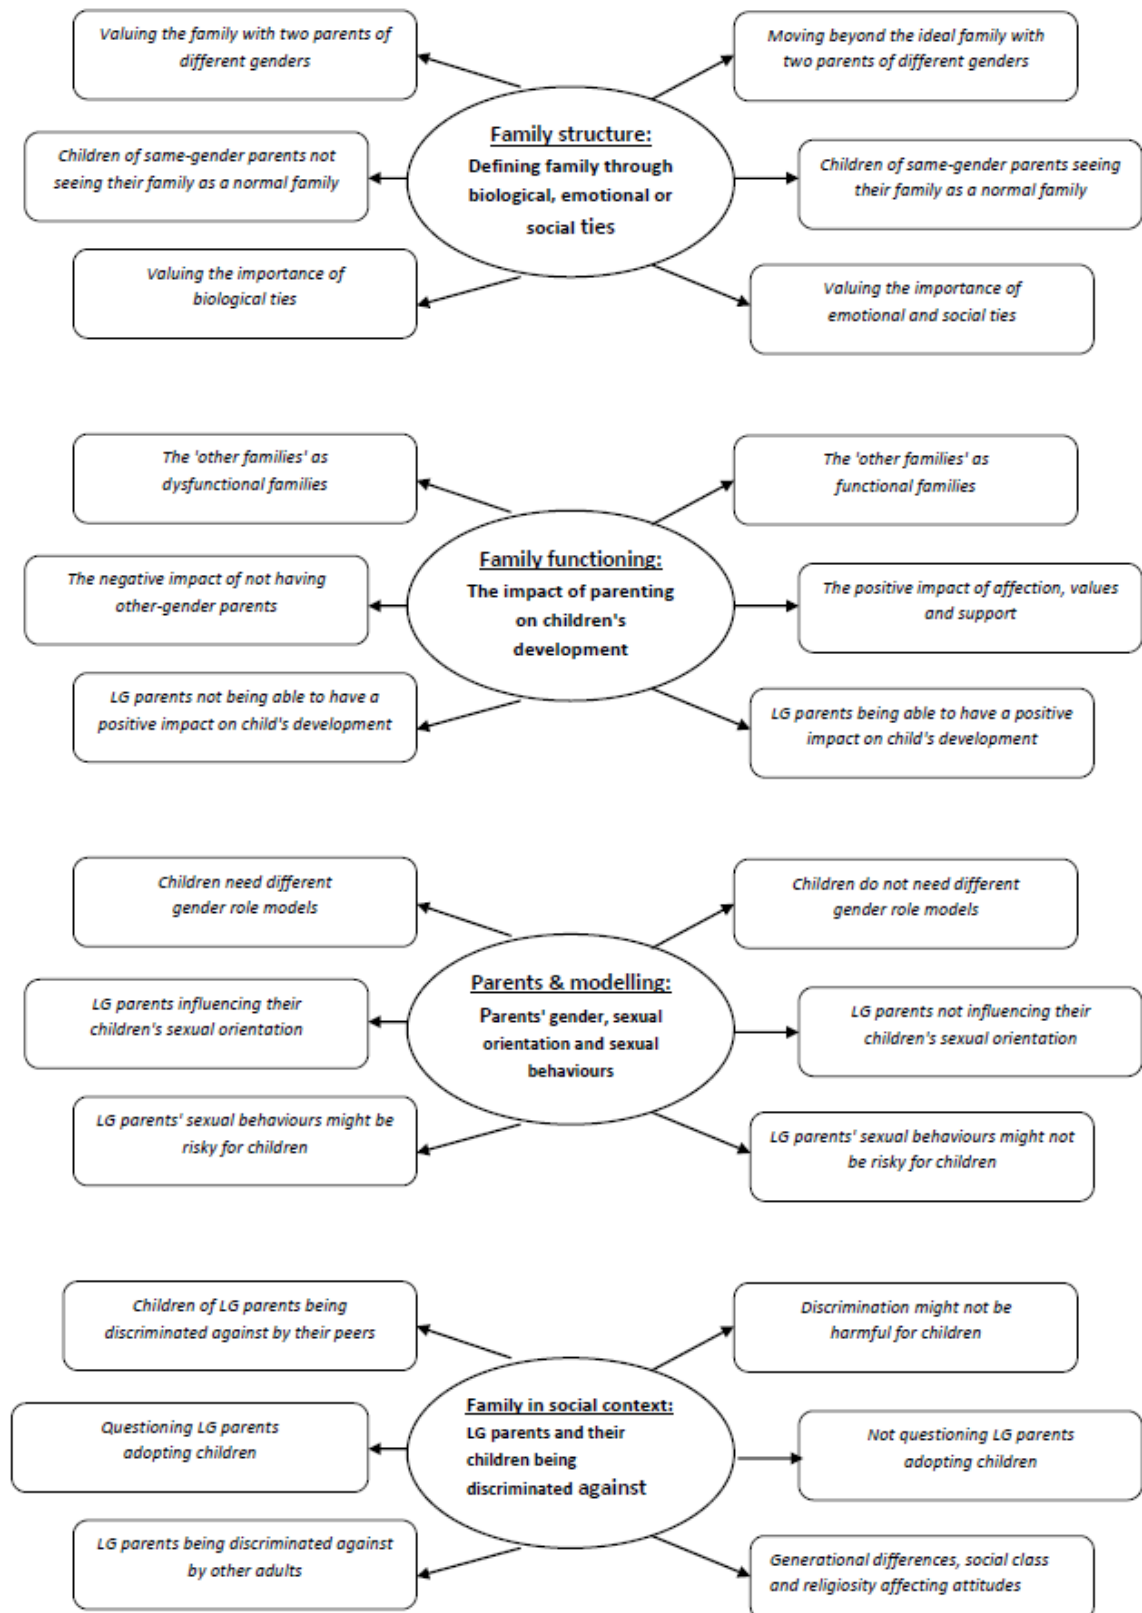 Valuing the family with two parents of
different genders
Moving beyond the ideal family with
two parents of different genders
Family structure:
Defining family through
biological, emotional or
social ties
Children of same-gender parents not
seeing their family as a normal family
Children of same-gender parents seeing
their family as a normal family
Valuing the importance of
biological ties
Valuing the importance of
emotional and social ties
The 'other families' as
dysfunctional families
The 'other families' as
functional families
Family functioning:
The impact of parenting
on children's
development
The negative impact of not having
other-gender parents
The positive impact of affection, values
and support
LG parents not being able to have a
positive impact on child's development
LG parents being able to have a positive
impact on child's development
Children need different
gender role models
Children do not need different
gender role models
Parents & modelling:
Parents' gender, sexual
orientation and sexual
behaviours
LG parents influencing their
children's sexual orientation
LG parents not influencing their
children's sexual orientation
LG parents' sexual behaviours might be
risky for children
LG parents' sexual behaviours might not
be risky for children
Children of LG parents being
discriminated against by their peers
Discrimination might not be
harmful for children
Family in social context:
LG parents and their
children being
discriminated against
Questioning LG parents
adopting children
Not questioning LG parents
adopting children
LG parents being discriminated against
by other adults
Generational differences, social class
and religiosity affecting attitudes